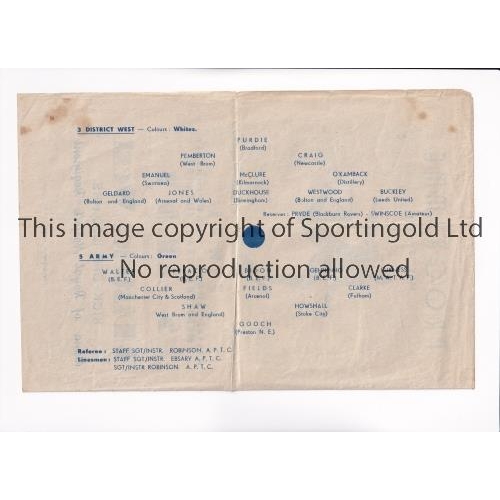 3 DISTRICT WEST — Colours: Whites.
PURDIE
(Bradford)
PEMBERTON CRAIG
(West Brom) (Newcastle)
EMANUEL McCLURE OXAMBACK
(Swansea) (Kilmarnock) (Distillery)
GELDARD JONES DUCKHOUSE WESTWOOD BUCKLEY
(Bolton and England) (Arsenal and Wales) (Birmingham) (Bolton and England) (Leeds United)
Reserves: PRYDE (Blackburn Rovers) - SWINSCOE (Amateur)
This image copyright of Sportingold Ltd
5 ARMY — Colours: Green
No reproduction allowed.
COLLIER FIELDS CLARKE
(Manchester City & Scotland) (Arsenal) (Fulham)
SHAW HOWSHALL
West Brom and England) (Stoke City)
GOOCH
(Preston N. E.)
Referee: STAFF SGT/INSTR. ROBINSON, A. P. T. C.
Linesmen: STAFF SGT/INSTR. EBSARY A. P. T. C.
SGT/INSTR ROBINSON. A. P. T. C.